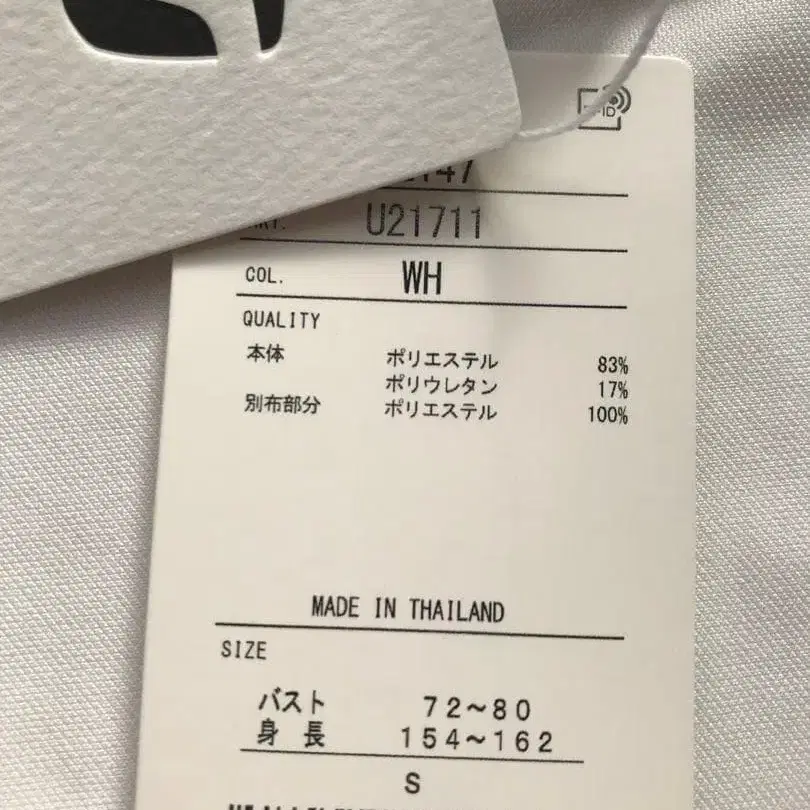 U21711
COL. WH
QUALITY
本体 ポリエステル 83%
ポリウレタン 17%
別布部分 ポリエステル 100%
MADE IN THAILAND
SIZE
バスト 72~80
身長 154~162
S